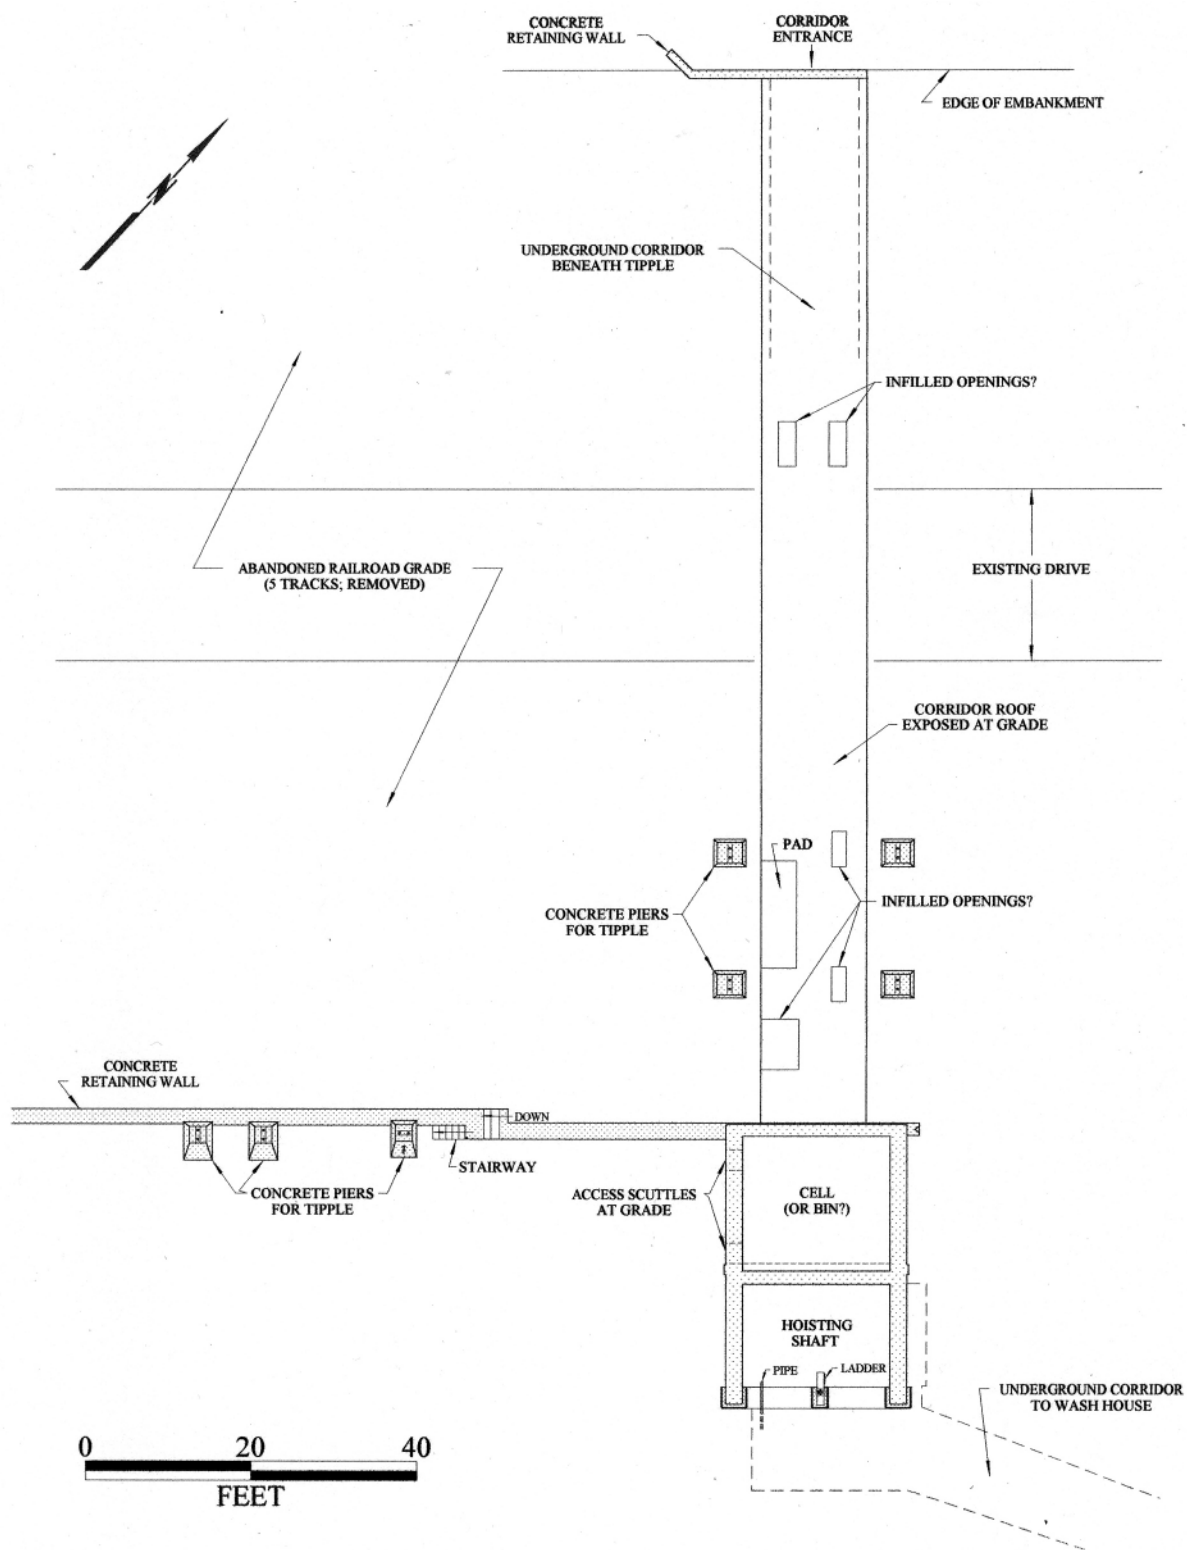 CONCRETE
RETAINING WALL
CORRIDOR
ENTRANCE
EDGE OF EMBANKMENT
N
UNDERGROUND CORRIDOR
BENEATH TIPPLE
INFILLED OPENINGS?
ABANDONED RAILROAD GRADE
(5 TRACKS; REMOVED)
EXISTING DRIVE
CORRIDOR ROOF
EXPOSED AT GRADE
PAD
CONCRETE PIERS
FOR TIPPLE
INFILLED OPENINGS?
CONCRETE
RETAINING WALL
DOWN
STAIRWAY
CONCRETE PIERS
FOR TIPPLE
ACCESS SCUTTLES
AT GRADE
CELL
(OR BIN?)
HOISTING
SHAFT
PIPE
LADDER
UNDERGROUND CORRIDOR
TO WASH HOUSE
0 20 40
FEET